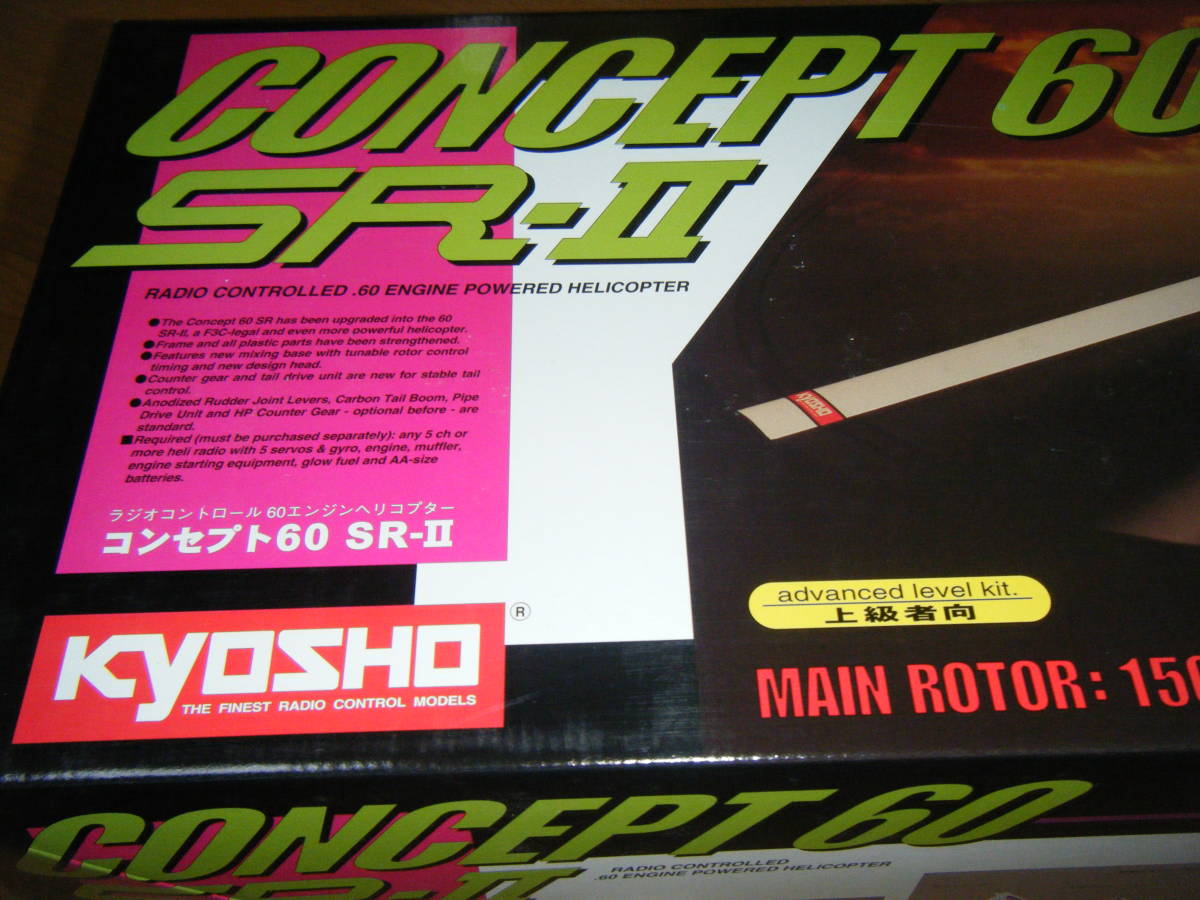 CONCEPT 60
SR-II
RADIO CONTROLLED .60 ENGINE POWERED HELICOPTER
●The Concept 60 SR has been upgraded into the 60
SR-II, a F3C-legal and even more powerful helicopter.
●Frame and all plastic parts have been strengthened.
●Features new mixing base with tunable rotor control
timing and new design head.
●Counter gear and tail drive unit are new for stable tail
control.
●Anodized Rudder Joint Levers, Carbon Tail Boom, Pipe
Drive Unit and HP Counter Gear - optional before - are
standard.
■Required (must be purchased separately): any 5 ch or
more heli radio with 5 servos & gyro, engine, muffler,
engine starting equipment, glow fuel and AA-size
batteries.
ラジオコントロール60エンジンヘリコプター
コンセプト60 SR-II
KYOSHO
®
THE FINEST RADIO CONTROL MODELS
KYOSHO
advanced level kit.
上級者向
MAIN ROTOR: 150
CONCEPT 60
SR-II
RADIO CONTROLLED
.60 ENGINE POWERED HELICOPTER